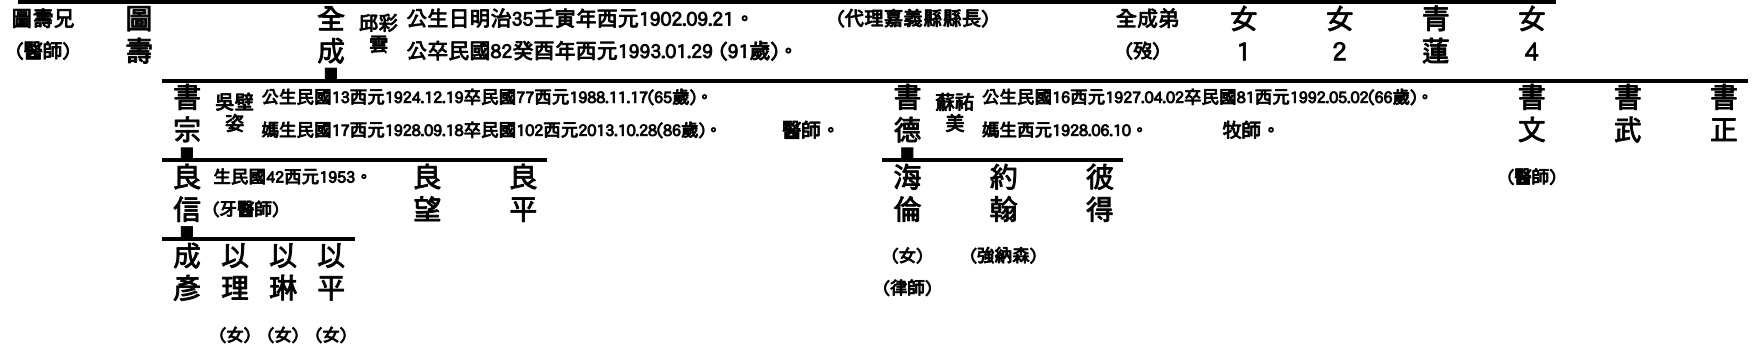 圖壽兄
(醫師)
圖壽
全成
邱彩雲
公生日明治35壬寅年西元1902.09.21。
(代理嘉義縣縣長)
公卒民國82癸酉年西元1993.01.29 (91歲)。
全成弟
(歿)
女1
女2
青蓮
女4
書宗
吳壁姿
公生民國13西元1924.12.19卒民國77西元1988.11.17(65歲)。
媽生民國17西元1928.09.18卒民國102西元2013.10.28(86歲)。
醫師。
書德
蘇祐美
公生民國16西元1927.04.02卒民國81西元1992.05.02(66歲)。
媽生西元1928.06.10。
牧師。
書文
(醫師)
書武
書正
良信
生民國42西元1953。
(牙醫師)
良望
良平
海倫
(女)
(律師)
約翰
(強納森)
彼得
成彥
以理
(女)
以琳
(女)
以平
(女)